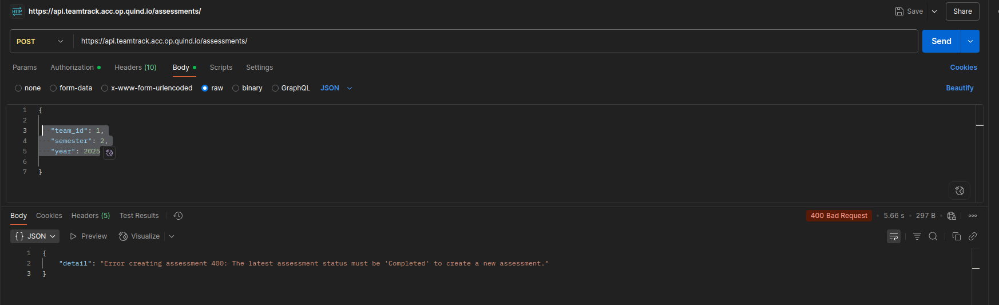 HTTP https://api.teamtrack.acc.op.quind.io/assessments/ Save Share
POST https://api.teamtrack.acc.op.quind.io/assessments/ Send
Params Authorization Headers (10) Body Scripts Settings Cookies
none form-data x-www-form-urlencoded raw binary GraphQL JSON Beautify
1 {
2
3 "team_id": 1,
4 "semester": 2,
5 "year": 2025
6
7 }
Body Cookies Headers (5) Test Results 400 Bad Request • 5.66 s • 297 B •
{} JSON Preview Visualize
1 {
2 "detail": "Error creating assessment 400: The latest assessment status must be 'Completed' to create a new assessment."
3 }